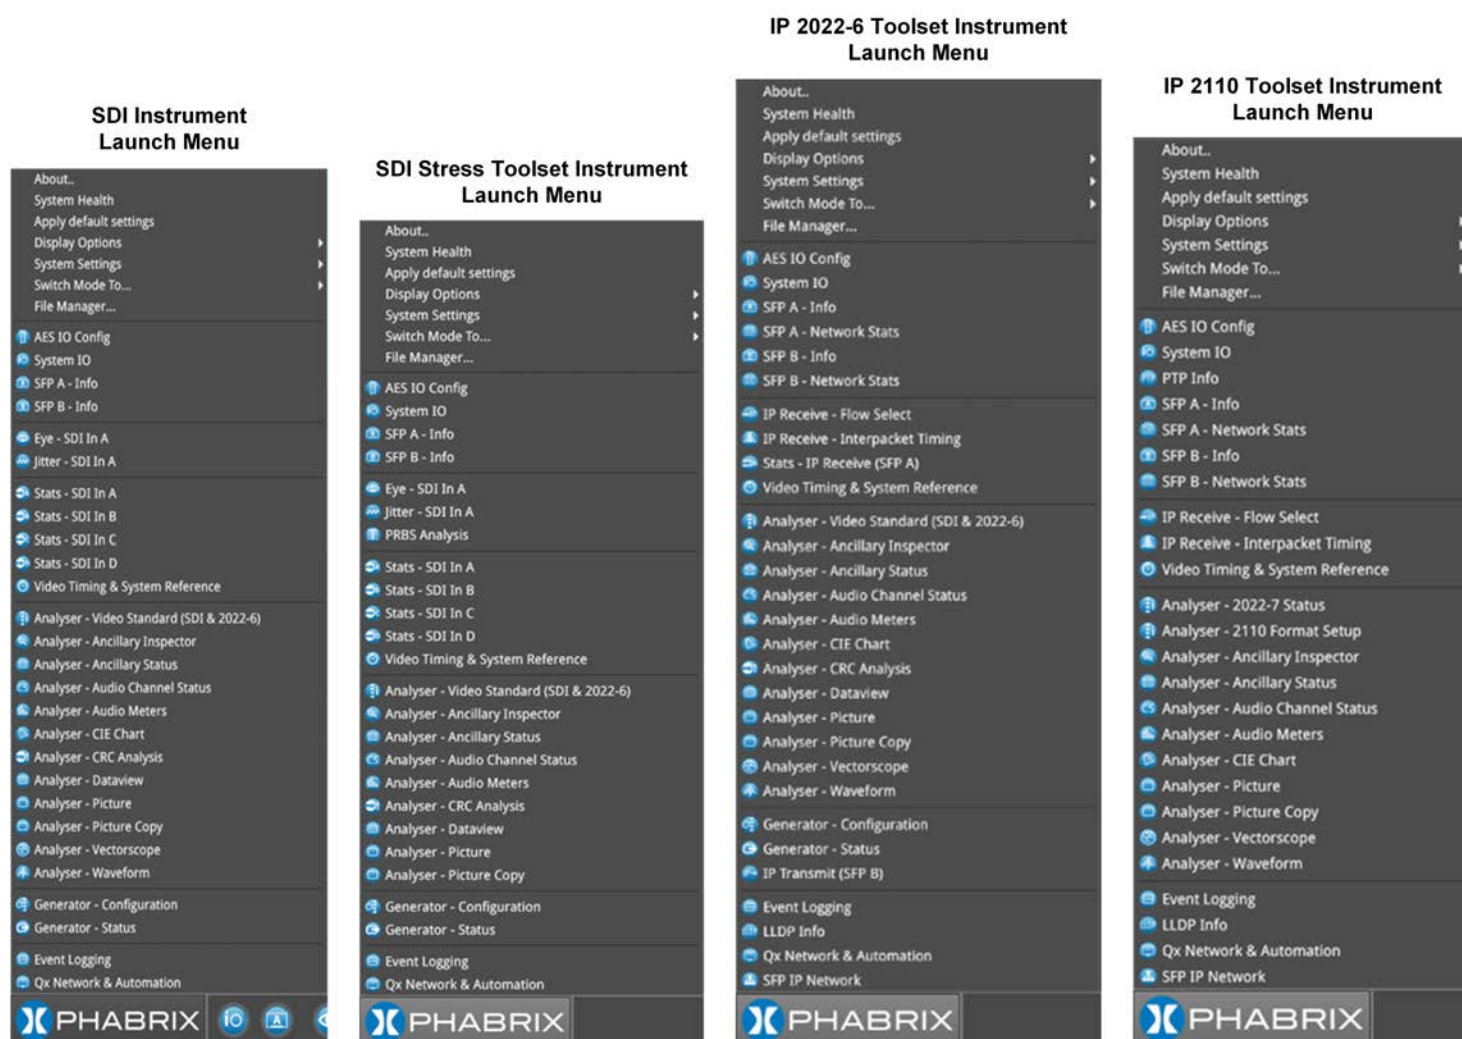 SDI Instrument
Launch Menu
About..
System Health
Apply default settings
Display Options
System Settings
Switch Mode To...
File Manager...
AES IO Config
System IO
SFP A - Info
SFP B - Info
Eye - SDI In A
Jitter - SDI In A
Stats - SDI In A
Stats - SDI In B
Stats - SDI In C
Stats - SDI In D
Video Timing & System Reference
Analyser - Video Standard (SDI & 2022-6)
Analyser - Ancillary Inspector
Analyser - Ancillary Status
Analyser - Audio Channel Status
Analyser - Audio Meters
Analyser - CIE Chart
Analyser - CRC Analysis
Analyser - Dataview
Analyser - Picture
Analyser - Picture Copy
Analyser - Vectorscope
Analyser - Waveform
Generator - Configuration
Generator - Status
Event Logging
Qx Network & Automation
PHABRIX
SDI Stress Toolset Instrument
Launch Menu
About..
System Health
Apply default settings
Display Options
System Settings
Switch Mode To...
File Manager...
AES IO Config
System IO
SFP A - Info
SFP B - Info
Eye - SDI In A
Jitter - SDI In A
PRBS Analysis
Stats - SDI In A
Stats - SDI In B
Stats - SDI In C
Stats - SDI In D
Video Timing & System Reference
Analyser - Video Standard (SDI & 2022-6)
Analyser - Ancillary Inspector
Analyser - Ancillary Status
Analyser - Audio Channel Status
Analyser - Audio Meters
Analyser - CRC Analysis
Analyser - Dataview
Analyser - Picture
Analyser - Picture Copy
Generator - Configuration
Generator - Status
Event Logging
Qx Network & Automation
PHABRIX
IP 2022-6 Toolset Instrument
Launch Menu
About..
System Health
Apply default settings
Display Options
System Settings
Switch Mode To...
File Manager...
AES IO Config
System IO
SFP A - Info
SFP A - Network Stats
SFP B - Info
SFP B - Network Stats
IP Receive - Flow Select
IP Receive - Interpacket Timing
Stats - IP Receive (SFP A)
Video Timing & System Reference
Analyser - Video Standard (SDI & 2022-6)
Analyser - Ancillary Inspector
Analyser - Ancillary Status
Analyser - Audio Channel Status
Analyser - Audio Meters
Analyser - CIE Chart
Analyser - CRC Analysis
Analyser - Dataview
Analyser - Picture
Analyser - Picture Copy
Analyser - Vectorscope
Analyser - Waveform
Generator - Configuration
Generator - Status
IP Transmit (SFP B)
Event Logging
LLDP Info
Qx Network & Automation
SFP IP Network
PHABRIX
IP 2110 Toolset Instrument
Launch Menu
About..
System Health
Apply default settings
Display Options
System Settings
Switch Mode To...
File Manager...
AES IO Config
System IO
PTP Info
SFP A - Info
SFP A - Network Stats
SFP B - Info
SFP B - Network Stats
IP Receive - Flow Select
IP Receive - Interpacket Timing
Video Timing & System Reference
Analyser - 2022-7 Status
Analyser - 2110 Format Setup
Analyser - Ancillary Inspector
Analyser - Ancillary Status
Analyser - Audio Channel Status
Analyser - Audio Meters
Analyser - CIE Chart
Analyser - Picture
Analyser - Picture Copy
Analyser - Vectorscope
Analyser - Waveform
Event Logging
LLDP Info
Qx Network & Automation
SFP IP Network
PHABRIX